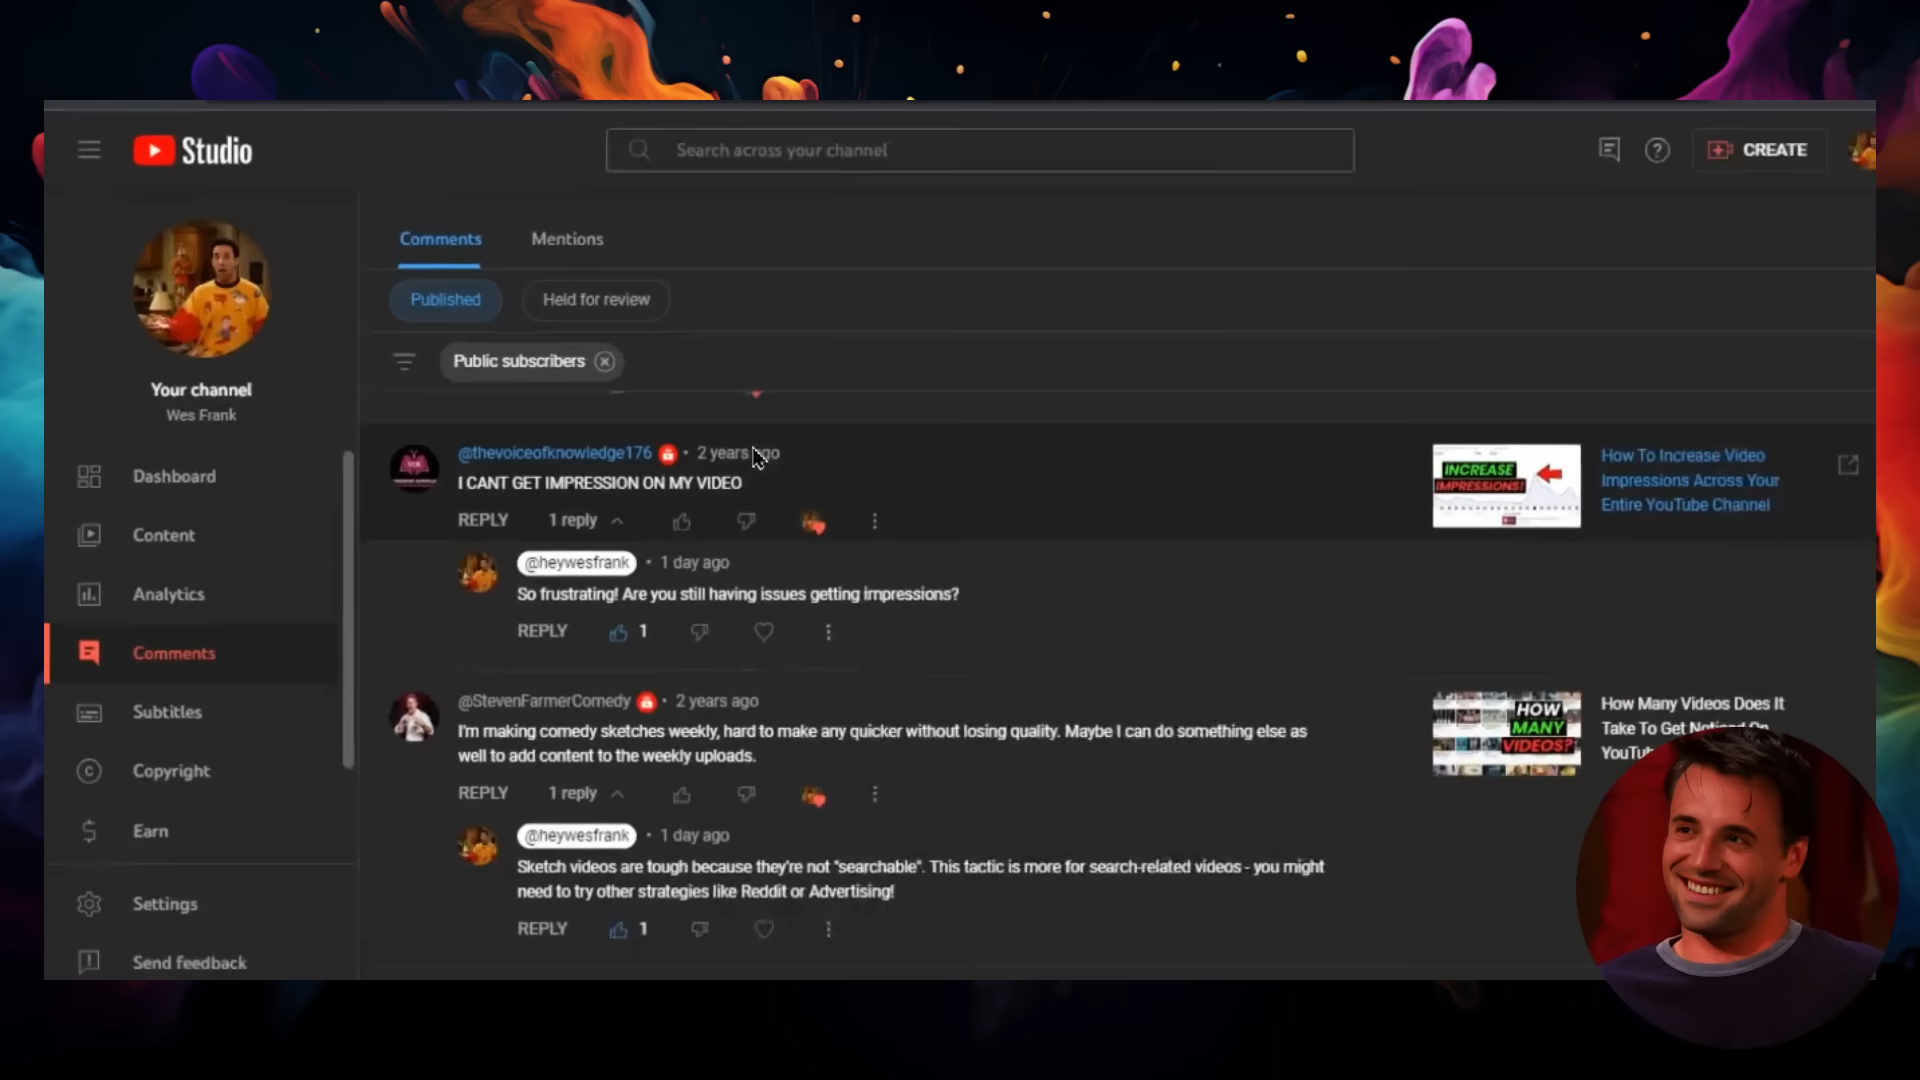 Studio
Search across your channel
CREATE
Your channel
Wes Frank
Dashboard
Content
Analytics
Comments
Subtitles
Copyright
Earn
Settings
Send feedback
Comments
Mentions
Published
Held for review
Public subscribers
@thevoiceofknowledge176 • 2 years ago
I CANT GET IMPRESSION ON MY VIDEO
REPLY 1 reply
INCREASE
IMPRESSIONS!
How To Increase Video
Impressions Across Your
Entire YouTube Channel
@heywesfrank • 1 day ago
So frustrating! Are you still having issues getting impressions?
REPLY 1
@StevenFarmerComedy • 2 years ago
I'm making comedy sketches weekly, hard to make any quicker without losing quality. Maybe I can do something else as
well to add content to the weekly uploads.
REPLY 1 reply
HOW
MANY
VIDEOS?
How Many Videos Does It
Take To Get
@heywesfrank • 1 day ago
Sketch videos are tough because they're not "searchable". This tactic is more for search-related videos - you might
need to try other strategies like Reddit or Advertising!
REPLY 1